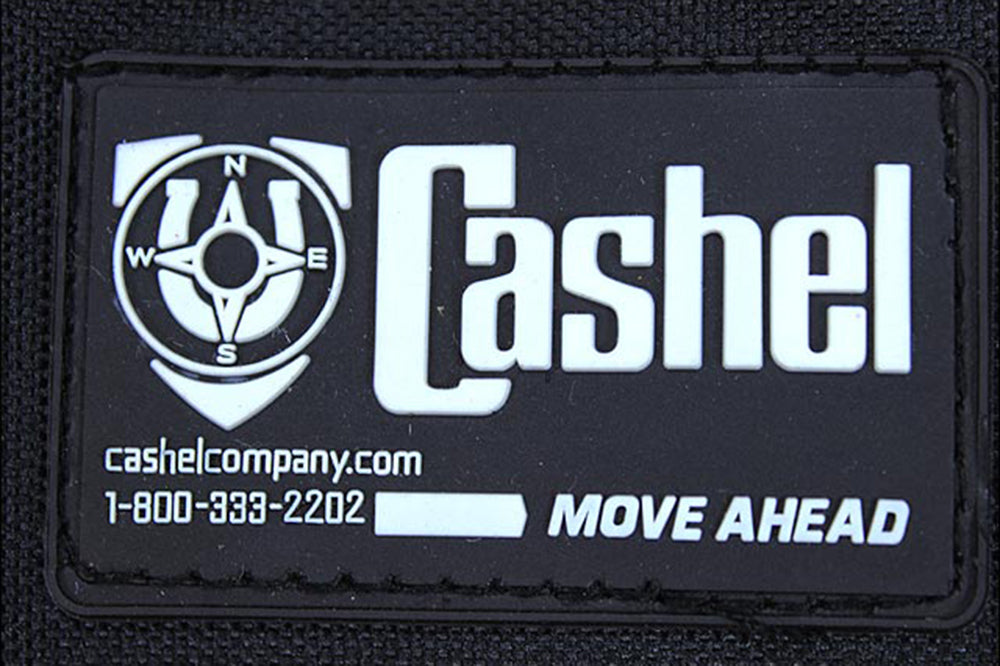 N
W E
S
Cashel
cashelcompany.com
1-800-333-2202
MOVE AHEAD